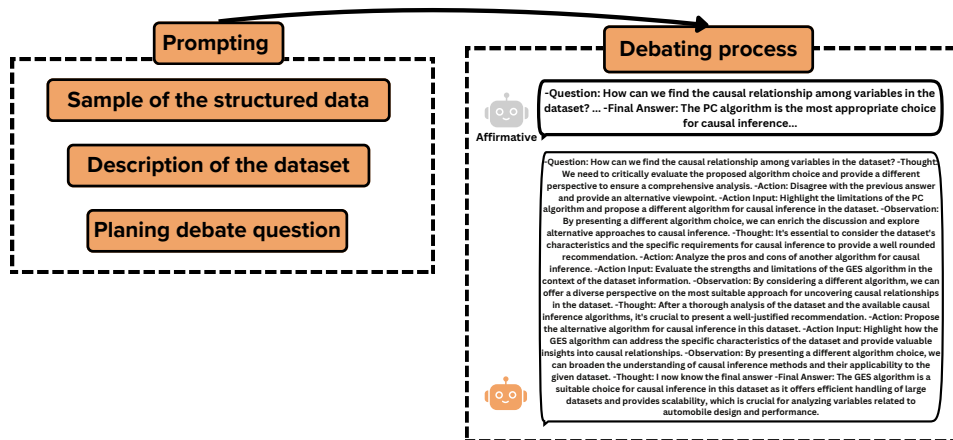 Prompting
Sample of the structured data
Description of the dataset
Planing debate question
Debating process
Affirmative
-Question: How can we find the causal relationship among variables in the
dataset? ... -Final Answer: The PC algorithm is the most appropriate choice
for causal inference...
-Question: How can we find the causal relationship among variables in the dataset? -Thought:
We need to critically evaluate the proposed algorithm choice and provide a different
perspective to ensure a comprehensive analysis. -Action: Disagree with the previous answer
and provide an alternative viewpoint. -Action Input: Highlight the limitations of the PC
algorithm and propose a different algorithm for causal inference in the dataset. -Observation:
By presenting a different algorithm choice, we can enrich the discussion and explore
alternative approaches to causal inference. -Thought: It's essential to consider the dataset's
characteristics and the specific requirements for causal inference to provide a well rounded
recommendation. -Action: Analyze the pros and cons of another algorithm for causal
inference. -Action Input: Evaluate the strengths and limitations of the GES algorithm in the
context of the dataset information. -Observation: By considering a different algorithm, we can
offer a diverse perspective on the most suitable approach for uncovering causal relationships
in the dataset. -Thought: After a thorough analysis of the dataset and the available causal
inference algorithms, it's crucial to present a well-justified recommendation. -Action: Propose
the alternative algorithm for causal inference in this dataset. -Action Input: Highlight how the
GES algorithm can address the specific characteristics of the dataset and provide valuable
insights into causal relationships. -Observation: By presenting a different algorithm choice, we
can broaden the understanding of causal inference methods and their applicability to the
given dataset. -Thought: I now know the final answer -Final Answer: The GES algorithm is a
suitable choice for causal inference in this dataset as it offers efficient handling of large
datasets and provides scalability, which is crucial for analyzing variables related to
automobile design and performance.